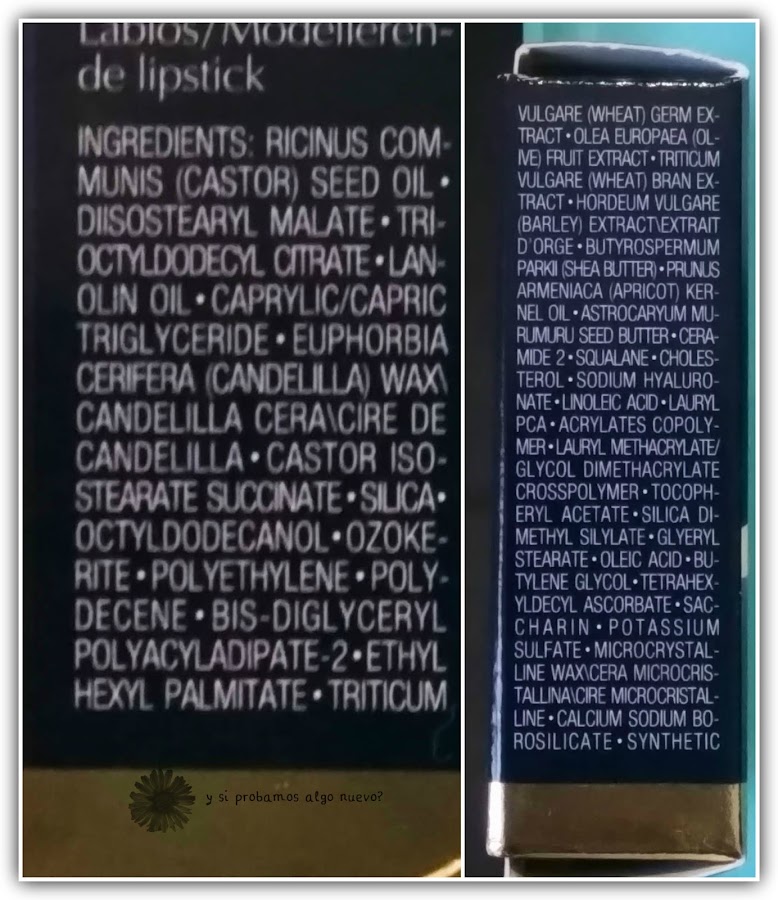 Labios/Modelleren-
de lipstick
INGREDIENTS: RICINUS COM-
MUNIS (CASTOR) SEED OIL •
DIISOSTEARYL MALATE • TRI-
OCTYLDODECYL CITRATE • LAN-
OLIN OIL • CAPRYLIC/CAPRIC
TRIGLYCERIDE • EUPHORBIA
CERIFERA (CANDELILLA) WAX\
CANDELILLA CERA\CIRE DE
CANDELILLA • CASTOR ISO-
STEARATE SUCCINATE • SILICA •
OCTYLDODECANOL • OZOKE-
RITE • POLYETHYLENE • POLY-
DECENE • BIS-DIGLYCERYL
POLYACYLADIPATE-2 • ETHYL
HEXYL PALMITATE • TRITICUM
y si probamos algo nuevo?
VULGARE (WHEAT) GERM EX-
TRACT • OLEA EUROPAEA (OL-
IVE) FRUIT EXTRACT • TRITICUM
VULGARE (WHEAT) BRAN EX-
TRACT • HORDEUM VULGARE
(BARLEY) EXTRACT\EXTRAIT
D'ORGE • BUTYROSPERMUM
PARKII (SHEA BUTTER) • PRUNUS
ARMENIACA (APRICOT) KER-
NEL OIL • ASTROCARYUM MU-
RUMURU SEED BUTTER • CERA-
MIDE 2 • SQUALANE • CHOLES-
TEROL • SODIUM HYALURO-
NATE • LINOLEIC ACID • LAURYL
PCA • ACRYLATES COPOLY-
MER • LAURYL METHACRYLATE/
GLYCOL DIMETHACRYLATE
CROSSPOLYMER • TOCOPH-
ERYL ACETATE • SILICA DI-
METHYL SILYLATE • GLYERYL
STEARATE • OLEIC ACID • BU-
TYLENE GLYCOL • TETRAHEX-
YLDECYL ASCORBATE • SAC-
CHARIN • POTASSIUM
SULFATE • MICROCRYSTAL-
LINE WAX\CERA MICROCRIS-
TALLINA\CIRE MICROCRISTAL-
LINE • CALCIUM SODIUM BO-
ROSILICATE • SYNTHETIC